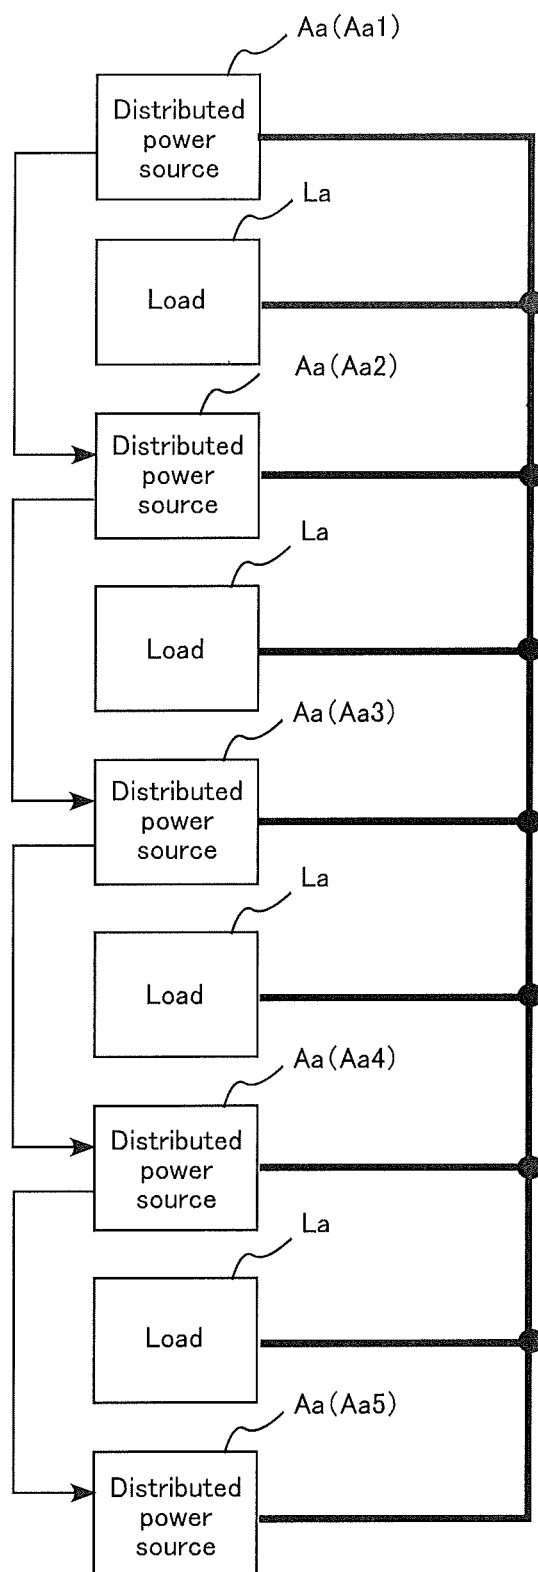 Aa(Aa1)
Distributed
power
source
La
Load
Aa(Aa2)
Distributed
power
source
La
Load
Aa(Aa3)
Distributed
power
source
La
Load
Aa(Aa4)
Distributed
power
source
La
Load
Aa(Aa5)
Distributed
power
source